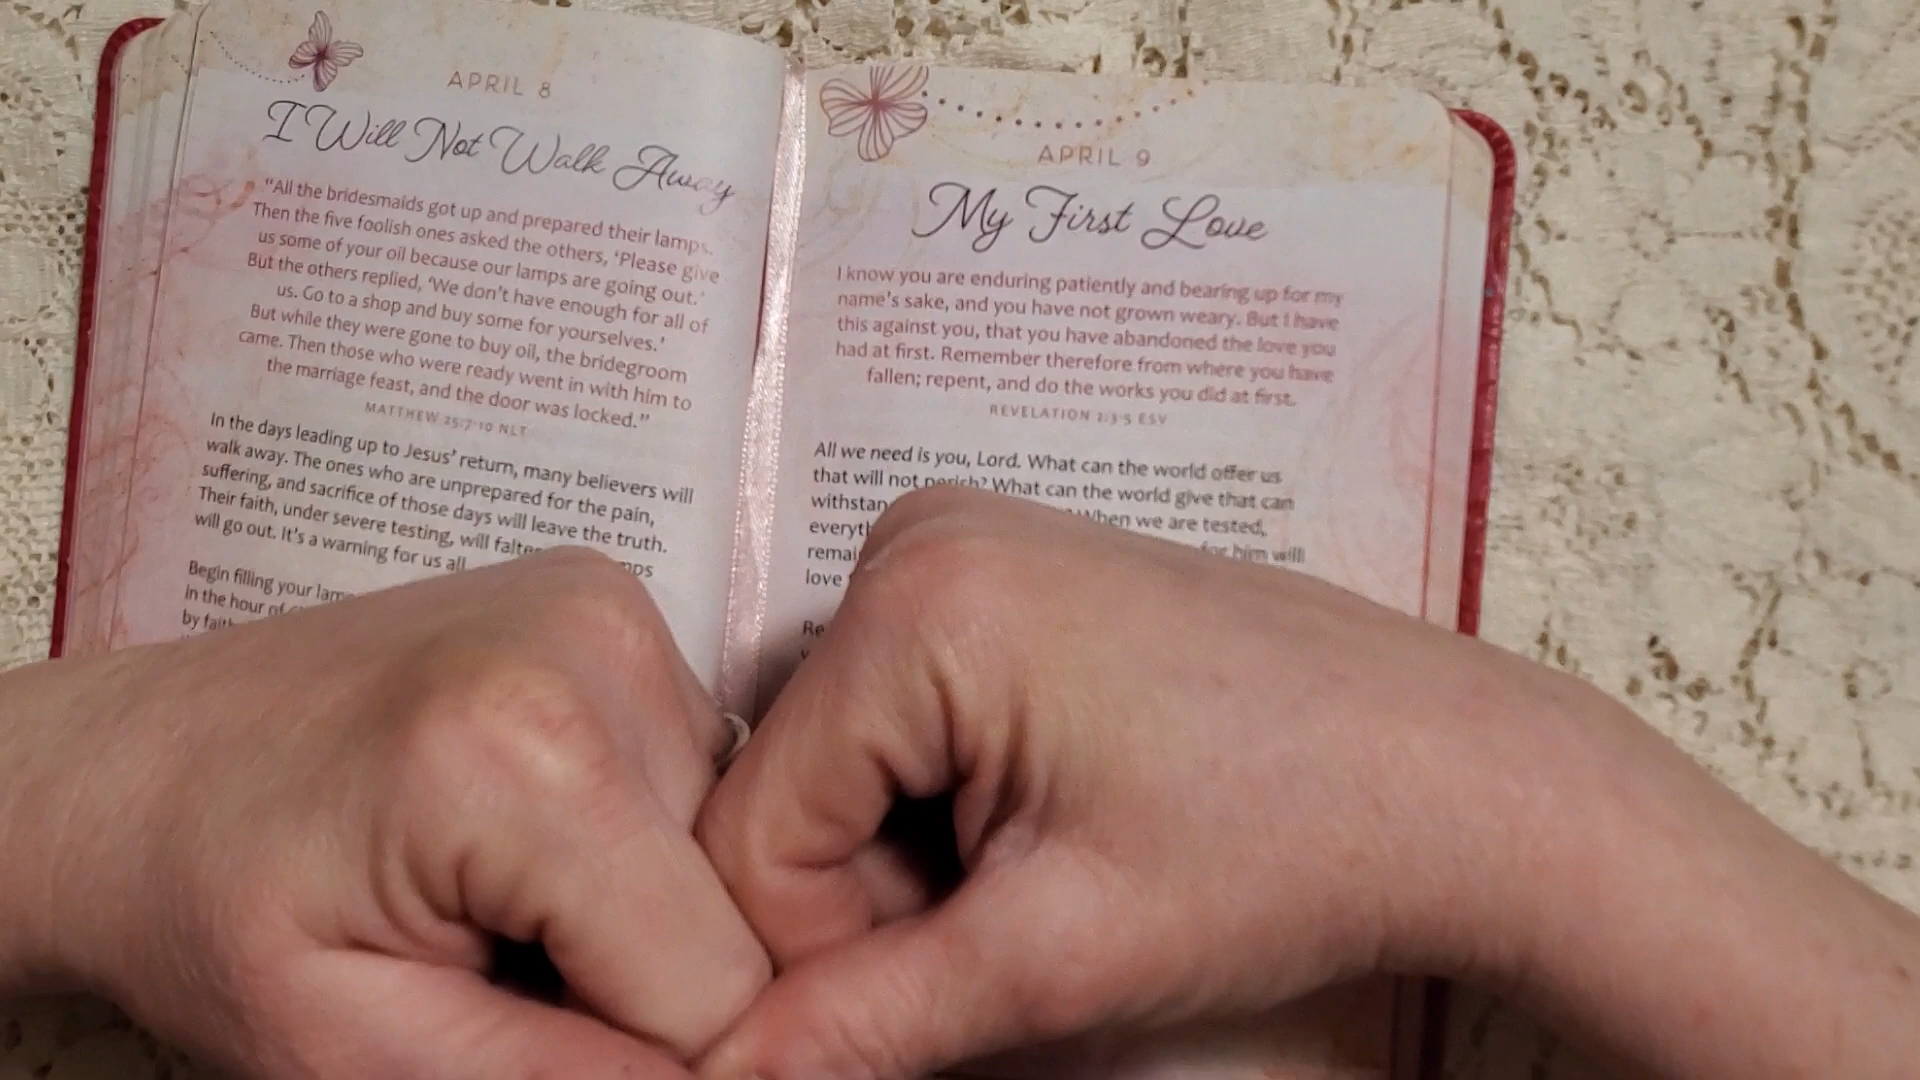 APRIL 8
I Will Not Walk Away
"All the bridesmaids got up and prepared their lamps.
Then the five foolish ones asked the others, 'Please give
us some of your oil because our lamps are going out.'
But the others replied, 'We don't have enough for all of
us. Go to a shop and buy some for yourselves.'
But while they were gone to buy oil, the bridegroom
came. Then those who were ready went in with him to
the marriage feast, and the door was locked."
MATTHEW 25:7-10 NLT
In the days leading up to Jesus' return, many believers will
walk away. The ones who are unprepared for the pain,
suffering, and sacrifice of those days will leave the truth.
Their faith, under severe testing, will falter
will go out. It's a warning for us all
Begin filling your
In the hour of
by
APRIL 9
My First Love
I know you are enduring patiently and bearing up for my
name's sake, and you have not grown weary. But I have
this against you, that you have abandoned the love you
had at first. Remember therefore from where you have
fallen; repent, and do the works you did at first.
REVELATION 2:3-5 ESV
All we need is you, Lord. What can the world offer us
that will not perish? What can the world give that can
When we are tested,
for him will
love